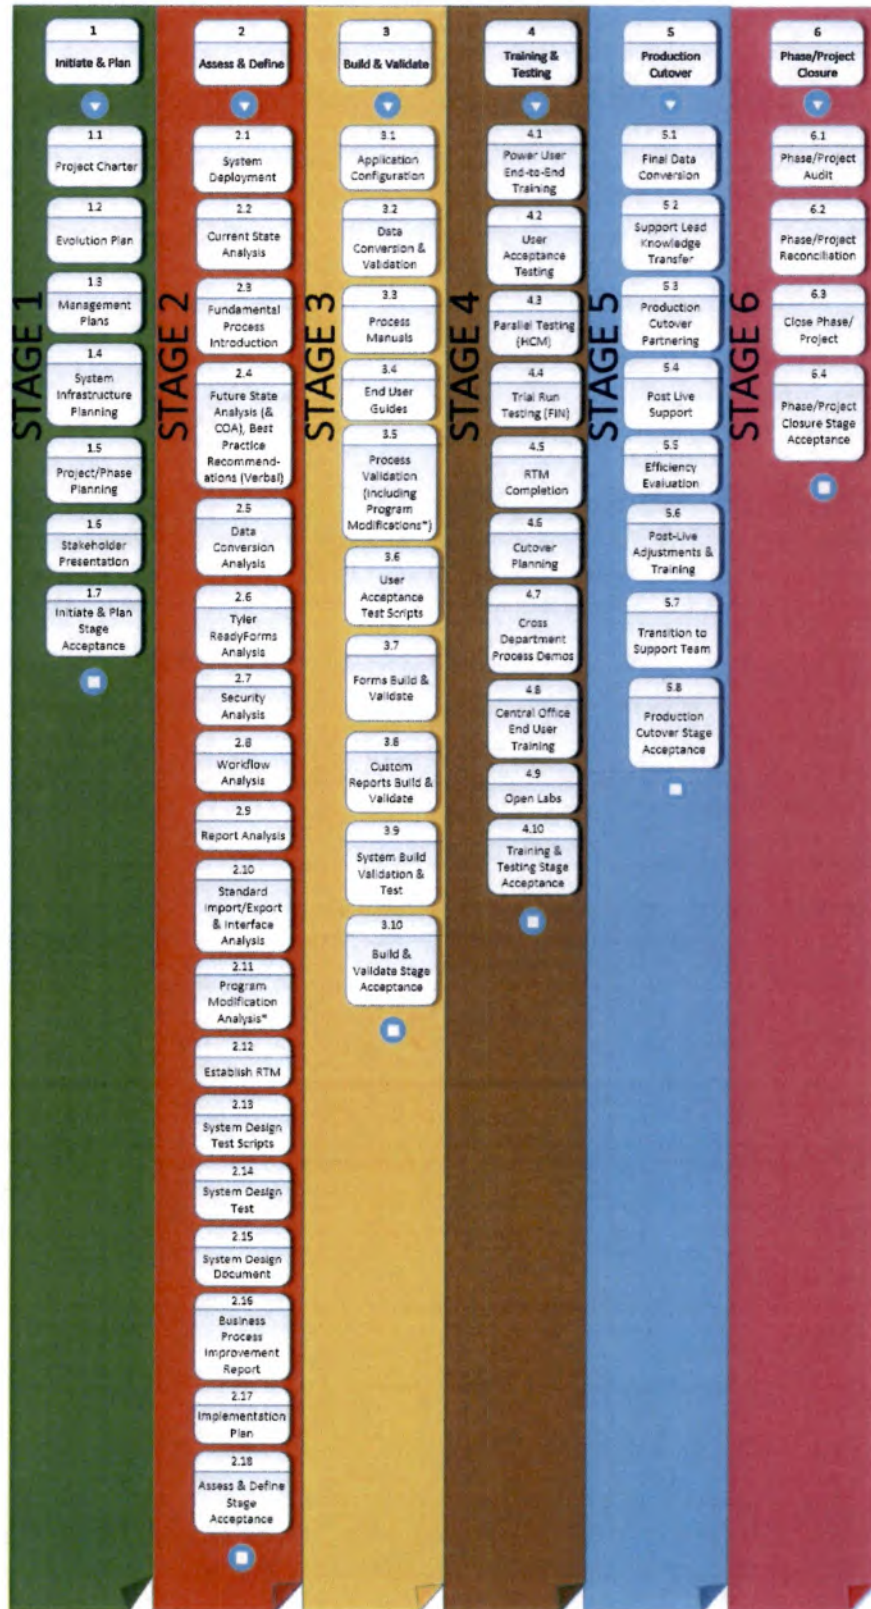 STAGE 1
1
Initiate & Plan
1.1
Project Charter
1.2
Evolution Plan
1.3
Management
Plans
1.4
System
Infrastructure
Planning
1.5
Project/Phase
Planning
1.6
Stakeholder
Presentation
1.7
Initiate & Plan
Stage
Acceptance
STAGE 2
2
Assess & Define
2.1
System
Deployment
2.2
Current State
Analysis
2.3
Fundamental
Process
Introduction
2.4
Future State
Analysis (&
COA), Best
Practice
Recommend-
ations (Verbal)
2.5
Data
Conversion
Analysis
2.6
Tyler
ReadyForms
Analysis
2.7
Security
Analysis
2.8
Workflow
Analysis
2.9
Report Analysis
2.10
Standard
Import/Export
& Interface
Analysis
2.11
Program
Modification
Analysis*
2.12
Establish RTM
2.13
System Design
Test Scripts
2.14
System Design
Test
2.15
System Design
Document
2.16
Business
Process
Improvement
Report
2.17
Implementation
Plan
2.18
Assess & Define
Stage
Acceptance
STAGE 3
3
Build & Validate
3.1
Application
Configuration
3.2
Data
Conversion &
Validation
3.3
Process
Manuals
3.4
End User
Guides
3.5
Process
Validation
(Including
Program
Modifications*)
3.6
User
Acceptance
Test Scripts
3.7
Forms Build &
Validate
3.8
Custom
Reports Build &
Validate
3.9
System Build
Validation &
Test
3.10
Build &
Validate Stage
Acceptance
STAGE 4
4
Training &
Testing
4.1
Power User
End-to-End
Training
4.2
User
Acceptance
Testing
4.3
Parallel Testing
(HCM)
4.4
Trial Run
Testing (FIN)
4.5
RTM
Completion
4.6
Cutover
Planning
4.7
Cross
Department
Process Demos
4.8
Central Office
End User
Training
4.9
Open Labs
4.10
Training &
Testing Stage
Acceptance
STAGE 5
5
Production
Cutover
5.1
Final Data
Conversion
5.2
Support Lead
Knowledge
Transfer
5.3
Production
Cutover
Partnering
5.4
Post Live
Support
5.5
Efficiency
Evaluation
5.6
Post-Live
Adjustments &
Training
5.7
Transition to
Support Team
5.8
Production
Cutover Stage
Acceptance
STAGE 6
6
Phase/Project
Closure
6.1
Phase/Project
Audit
6.2
Phase/Project
Reconciliation
6.3
Close Phase/
Project
6.4
Phase/Project
Closure Stage
Acceptance